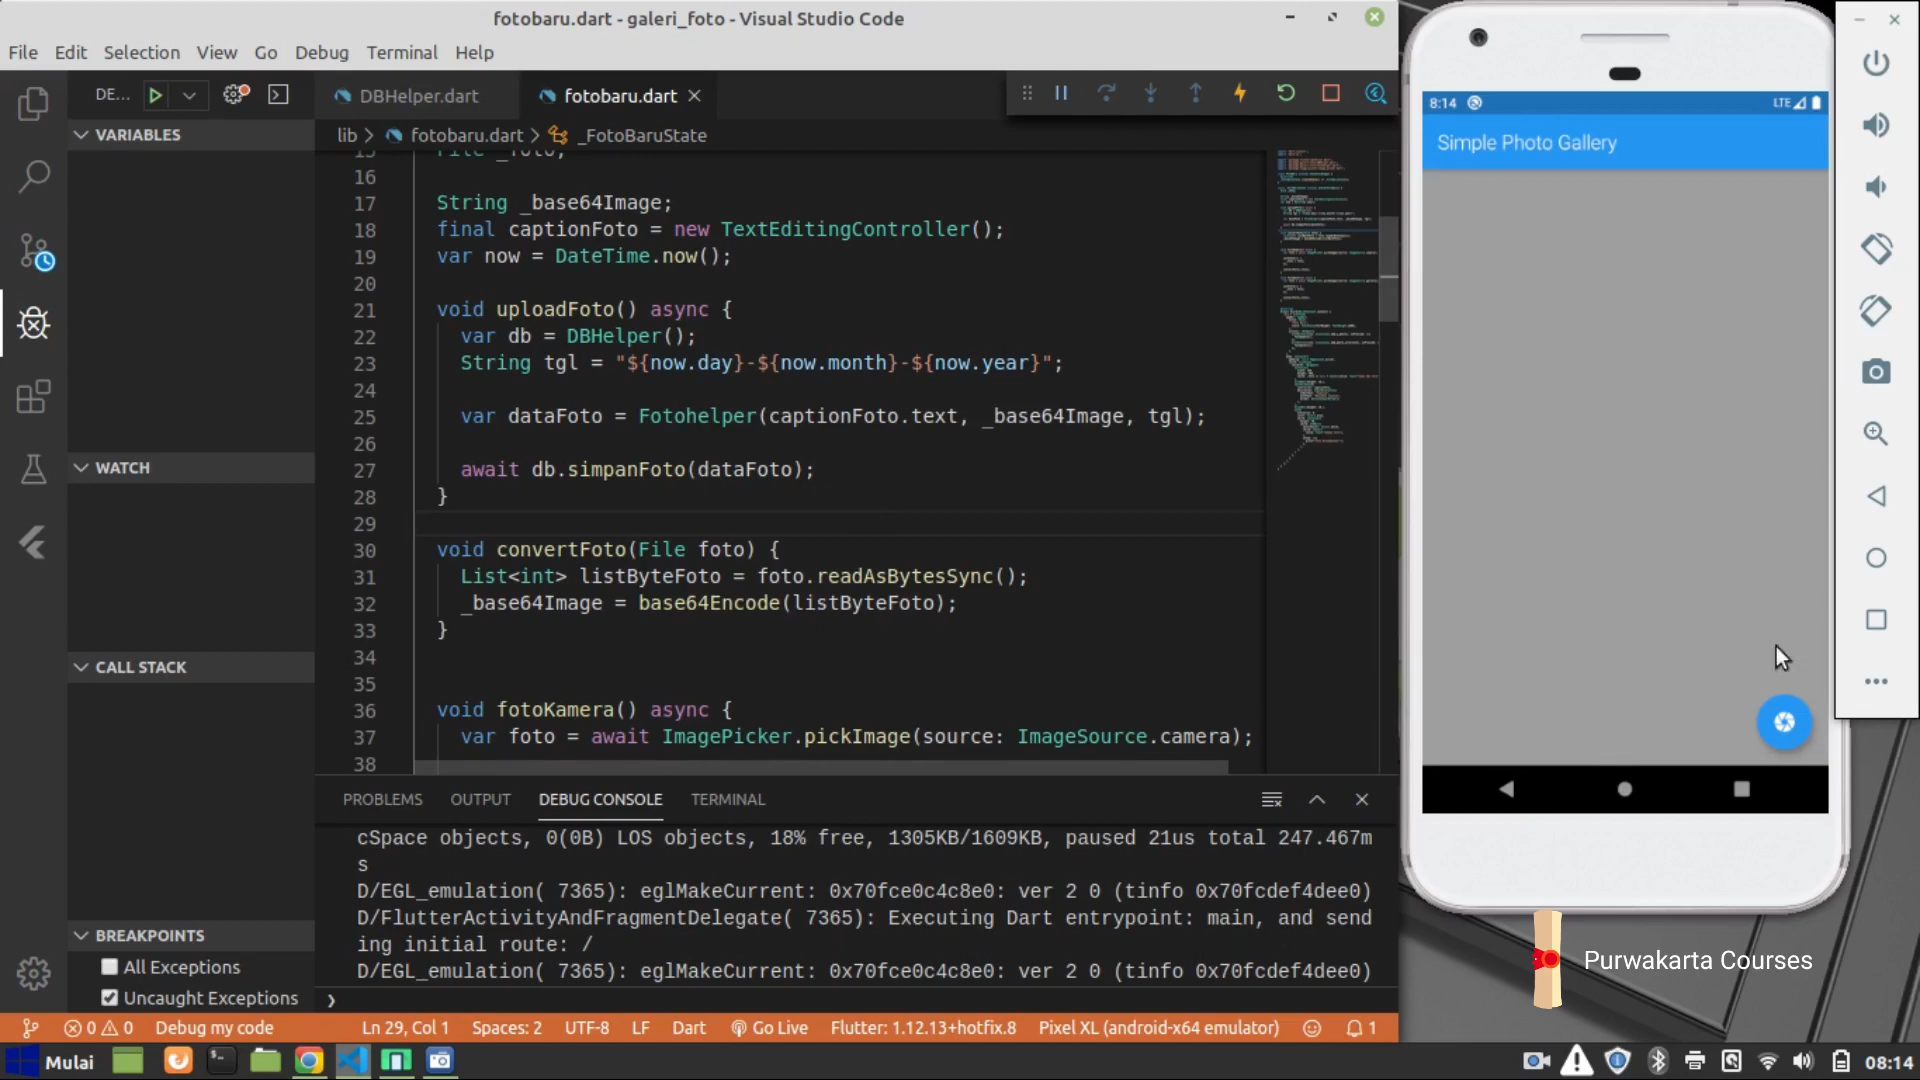 fotobaru.dart - galeri_foto - Visual Studio Code
File Edit Selection View Go Debug Terminal Help
DE...
DBHelper.dart
fotobaru.dart
VARIABLES
lib
fotobaru.dart
_FotoBaruState
15 File _foto;
16
17 String _base64Image;
18 final captionFoto = new TextEditingController();
19 var now = DateTime.now();
20
21 void uploadFoto() async {
22 var db = DBHelper();
23 String tgl = "${now.day}-${now.month}-${now.year}";
24
25 var dataFoto = Fotohelper(captionFoto.text, _base64Image, tgl);
26
27 await db.simpanFoto(dataFoto);
28 }
29
30 void convertFoto(File foto) {
31 List<int> listByteFoto = foto.readAsBytesSync();
32 _base64Image = base64Encode(listByteFoto);
33 }
34
35
36 void fotoKamera() async {
37 var foto = await ImagePicker.pickImage(source: ImageSource.camera);
38
WATCH
CALL STACK
BREAKPOINTS
All Exceptions
Uncaught Exceptions
PROBLEMS OUTPUT DEBUG CONSOLE TERMINAL
cSpace objects, 0(0B) LOS objects, 18% free, 1305KB/1609KB, paused 21us total 247.467m
s
D/EGL_emulation( 7365): eglMakeCurrent: 0x70fce0c4c8e0: ver 2 0 (tinfo 0x70fcdef4dee0)
D/FlutterActivityAndFragmentDelegate( 7365): Executing Dart entrypoint: main, and send
ing initial route: /
D/EGL_emulation( 7365): eglMakeCurrent: 0x70fce0c4c8e0: ver 2 0 (tinfo 0x70fcdef4dee0)
0 0 Debug my code Ln 29, Col 1 Spaces: 2 UTF-8 LF Dart Go Live Flutter: 1.12.13+hotfix.8 Pixel XL (android-x64 emulator) 1
8:14 LTE
Simple Photo Gallery
Purwakarta Courses
Mulai 08:14